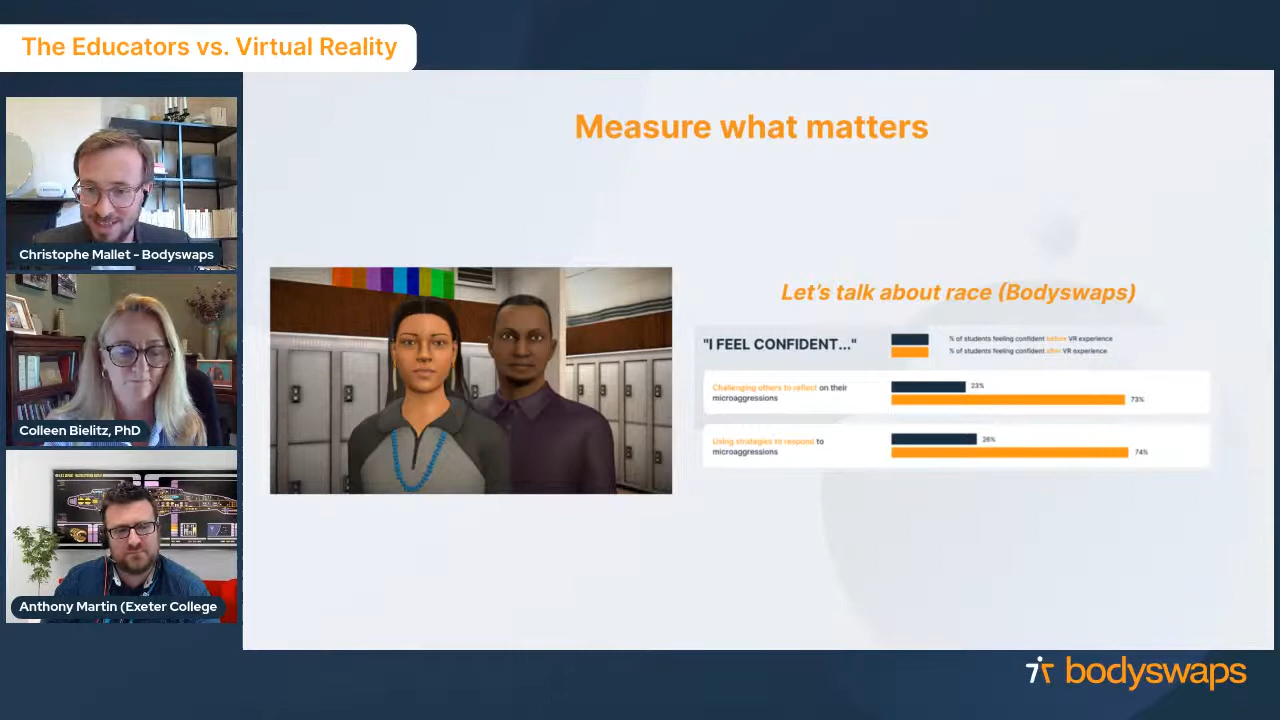 The Educators vs. Virtual Reality
Christophe Mallet - Bodyswaps
Colleen Bielitz, PhD
Anthony Martin (Exeter College
Measure what matters
Let's talk about race (Bodyswaps)
"I FEEL CONFIDENT..."
% of students feeling confident before VR experience
% of students feeling confident after VR experience
Challenging others to reflect on their
microaggressions
23%
73%
Using strategies to respond to
microaggressions
26%
74%
bodyswaps